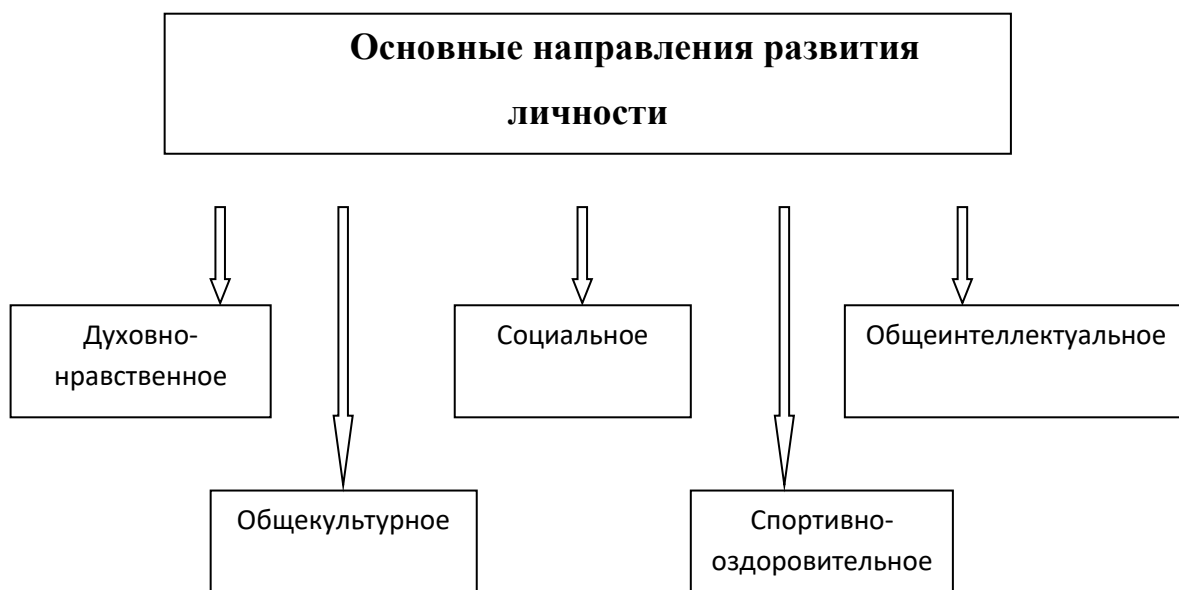 Основные направления развития
личности
Духовно-
нравственное
Социальное
Общеинтеллектуальное
Общекультурное
Спортивно-
оздоровительное